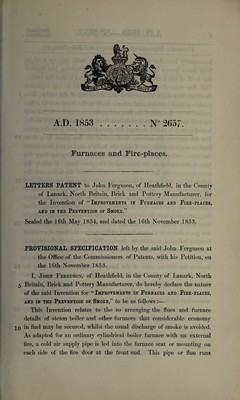 A.D. 1853 . . . . . . . N° 2657.
Furnaces and Fire-places.
LETTERS PATENT to John Ferguson, of Heathfield, in the County
of Lanark, North Britain, Brick and Pottery Manufacturer, for
the Invention of “IMPROVEMENTS IN FURNACES AND FIRE-PLACES,
AND IN THE PREVENTION OF SMOKE.”
Sealed the 16th May 1854, and dated the 16th November 1853.
PROVISIONAL SPECIFICATION left by the said John Ferguson at
the Office of the Commissioners of Patents, with his Petition, on
the 16th November 1853.
I, JOHN FERGUSON, of Heathfield, in the County of Lanark, North
5 Britain, Brick and Pottery Manufacturer, do hereby declare the nature
of the said Invention for “IMPROVEMENTS IN FURNACES AND FIRE-PLACES,
AND IN THE PREVENTION OF SMOKE,” to be as follows:—
This Invention relates to the so arranging the flues and furnace
details of steam boiler and other furnaces that considerable economy
10 in fuel may be secured, whilst the usual discharge of smoke is avoided.
As adapted for an ordinary cylindrical boiler furnace with an external
fire, a cold air supply pipe is led into the furnace seat or mounting on
each side of the fire door at the front end. This pipe or flue runs